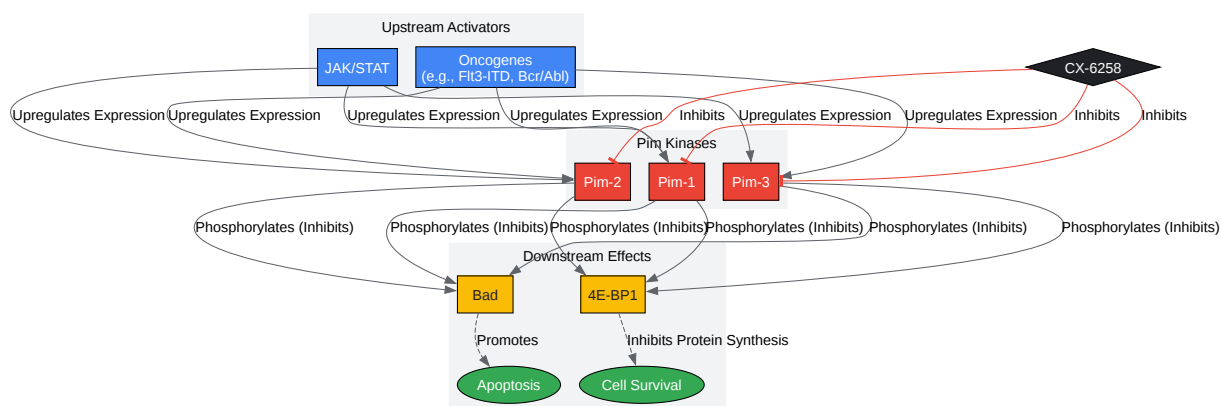 Upstream Activators
JAK/STAT
Oncogenes
(e.g., Flt3-ITD, Bcr/Abl)
CX-6258
Upregulates Expression
Upregulates Expression
Upregulates Expression
Upregulates Expression
Inhibits
Upregulates Expression
Upregulates Expression
Inhibits
Inhibits
Pim Kinases
Pim-2
Pim-1
Pim-3
Phosphorylates (Inhibits)
Phosphorylates (Inhibits)
Phosphorylates (Inhibits)
Phosphorylates (Inhibits)
Phosphorylates (Inhibits)
Phosphorylates (Inhibits)
Downstream Effects
Bad
4E-BP1
Promotes
Inhibits Protein Synthesis
Apoptosis
Cell Survival